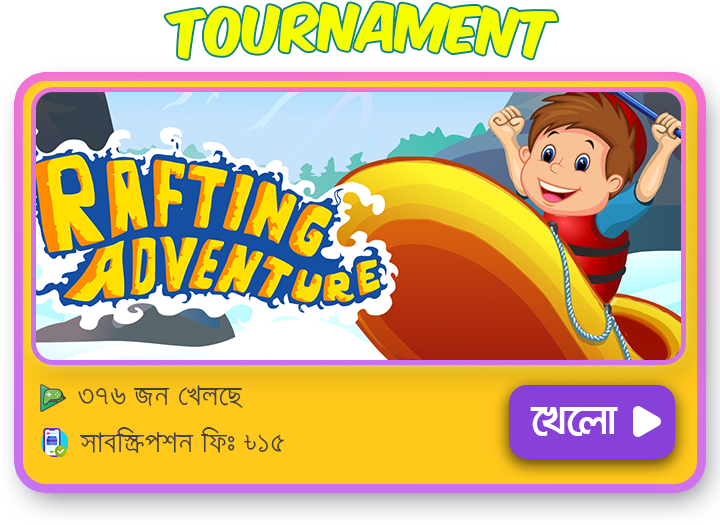 TOURNAMENT
RAFTING
ADVENTURE
৩৭৬ জন খেলছে
সাবস্ক্রিপশন ফিঃ ৳১৫
খেলো